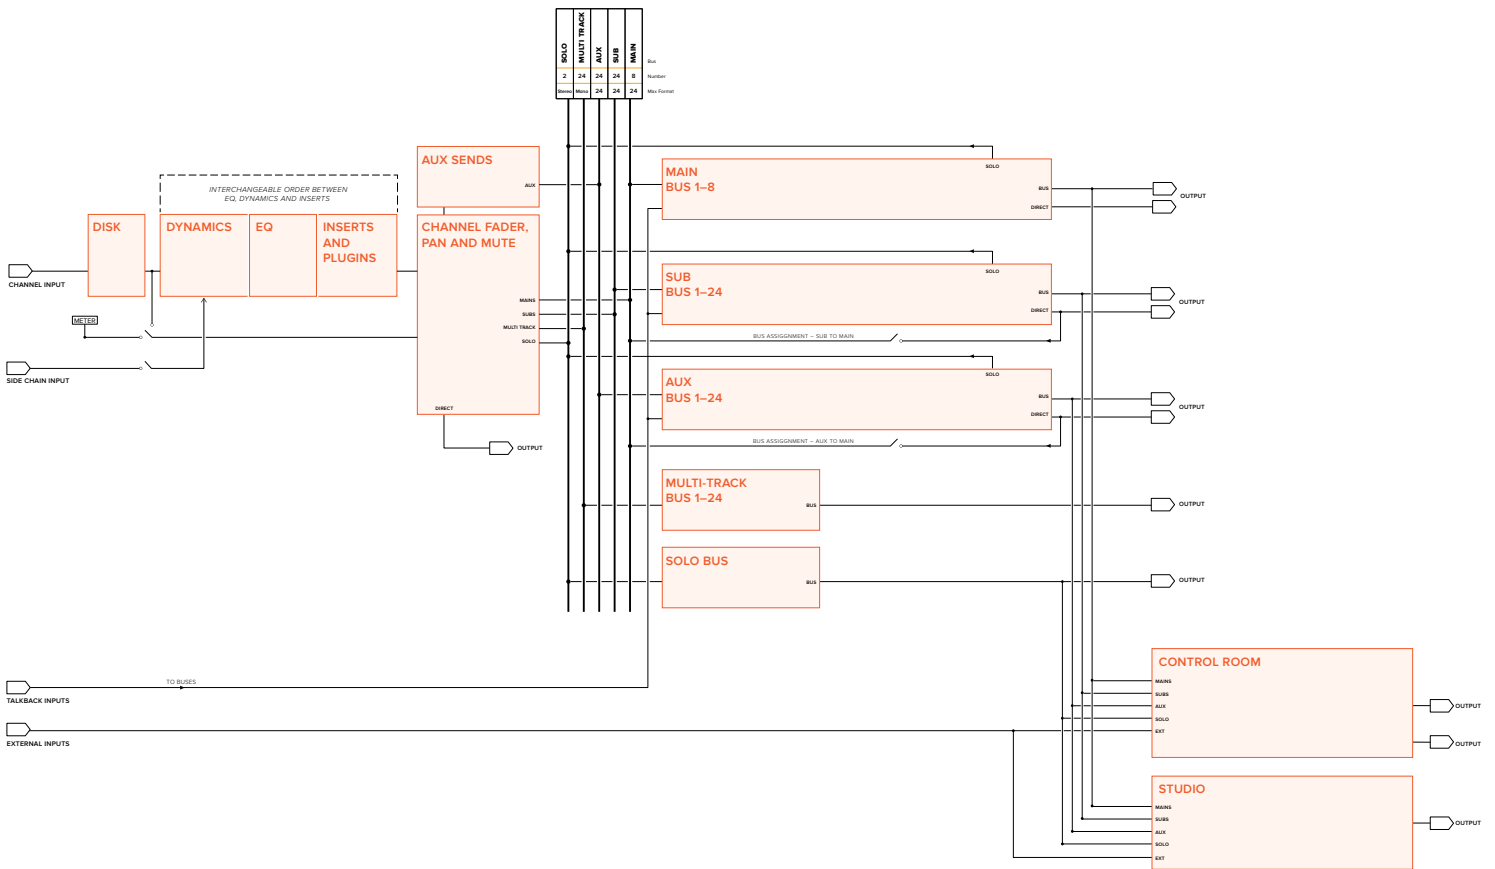 SOLO
MULTI TRACK
AUX
SUB
MAIN
Bus
2
24
24
24
8
Number
Stereo
Mono
24
24
24
Max Format
AUX SENDS
AUX
INTERCHANGEABLE ORDER BETWEEN
EQ, DYNAMICS AND INSERTS
DISK
DYNAMICS
EQ
INSERTS
AND
PLUGINS
CHANNEL FADER,
PAN AND MUTE
MAINS
SUBS
MULTI TRACK
SOLO
DIRECT
OUTPUT
CHANNEL INPUT
METER
SIDE CHAIN INPUT
SOLO
MAIN
BUS 1–8
BUS
DIRECT
OUTPUT
SOLO
SUB
BUS 1–24
BUS
DIRECT
OUTPUT
BUS ASSIGGNMENT – SUB TO MAIN
SOLO
AUX
BUS 1–24
BUS
DIRECT
OUTPUT
BUS ASSIGGNMENT – AUX TO MAIN
MULTI-TRACK
BUS 1–24
BUS
OUTPUT
SOLO BUS
BUS
OUTPUT
TO BUSES
TALKBACK INPUTS
EXTERNAL INPUTS
CONTROL ROOM
MAINS
SUBS
AUX
SOLO
EXT
OUTPUT
OUTPUT
STUDIO
MAINS
SUBS
AUX
SOLO
EXT
OUTPUT